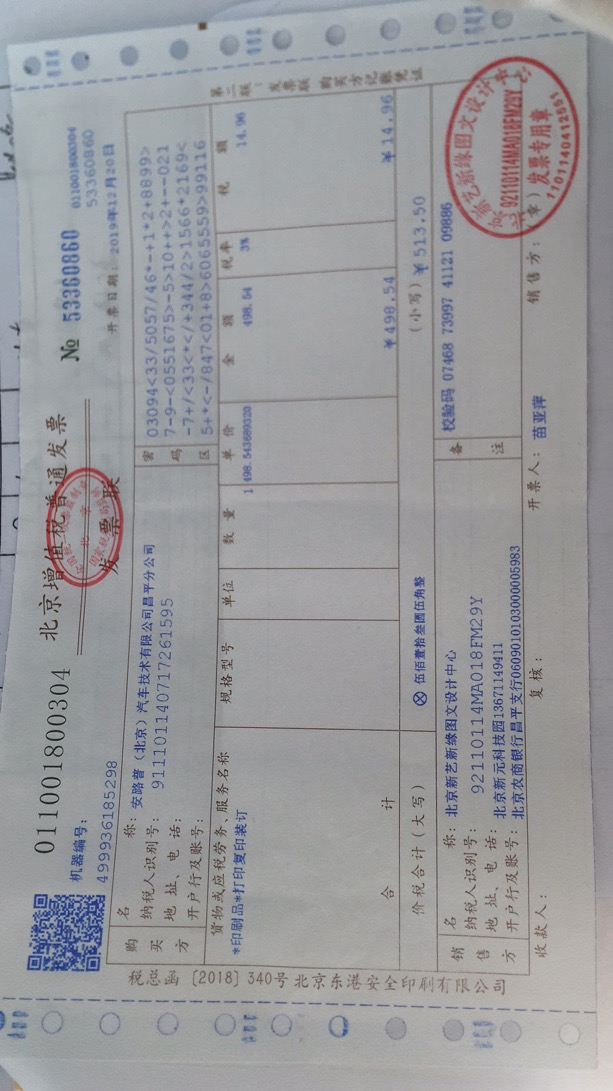 011001800304
北京增值税普通发票
发票联
№ 53360860
011001800304
53360860
机器编号:
499936185298
开票日期: 2019年12月20日
购买方
名称: 安路普(北京)汽车技术有限公司昌平分公司
纳税人识别号: 911101140717261595
地址、电话:
开户行及账号:
密码区
03094<33/5057/46*-+1*2+8899>
7-9-<0551675>-5>10++>2+--021
-7+/<33<*</+344/2>1566*2169<
5+*<-/847<01+8>6065559>99116
货物或应税劳务、服务名称 规格型号 单位 数量 单价 金额 税率 税额
*印刷品*打印复印装订 1 498.543689320 498.54 3% 14.96
合计 ¥498.54 ¥14.96
价税合计(大写) ⊗伍佰壹拾叁圆伍角整 (小写)¥513.50
销售方
名称: 北京新艺新缘图文设计中心
纳税人识别号: 92110114MA018FM29Y
地址、电话: 北京新元科技园13671149411
开户行及账号: 北京农商银行昌平支行0609010103000005983
备注
校验码 07468 73997 41121 09886
收款人:
复核:
开票人: 苗亚萍
销售方:(章)
新艺新缘图文设计中
92110114MA018FM29Y
发票专用章
1101140412561
第二联:发票联 购买方记账凭证
税总函〔2018〕340号北京东港安全印刷有限公司